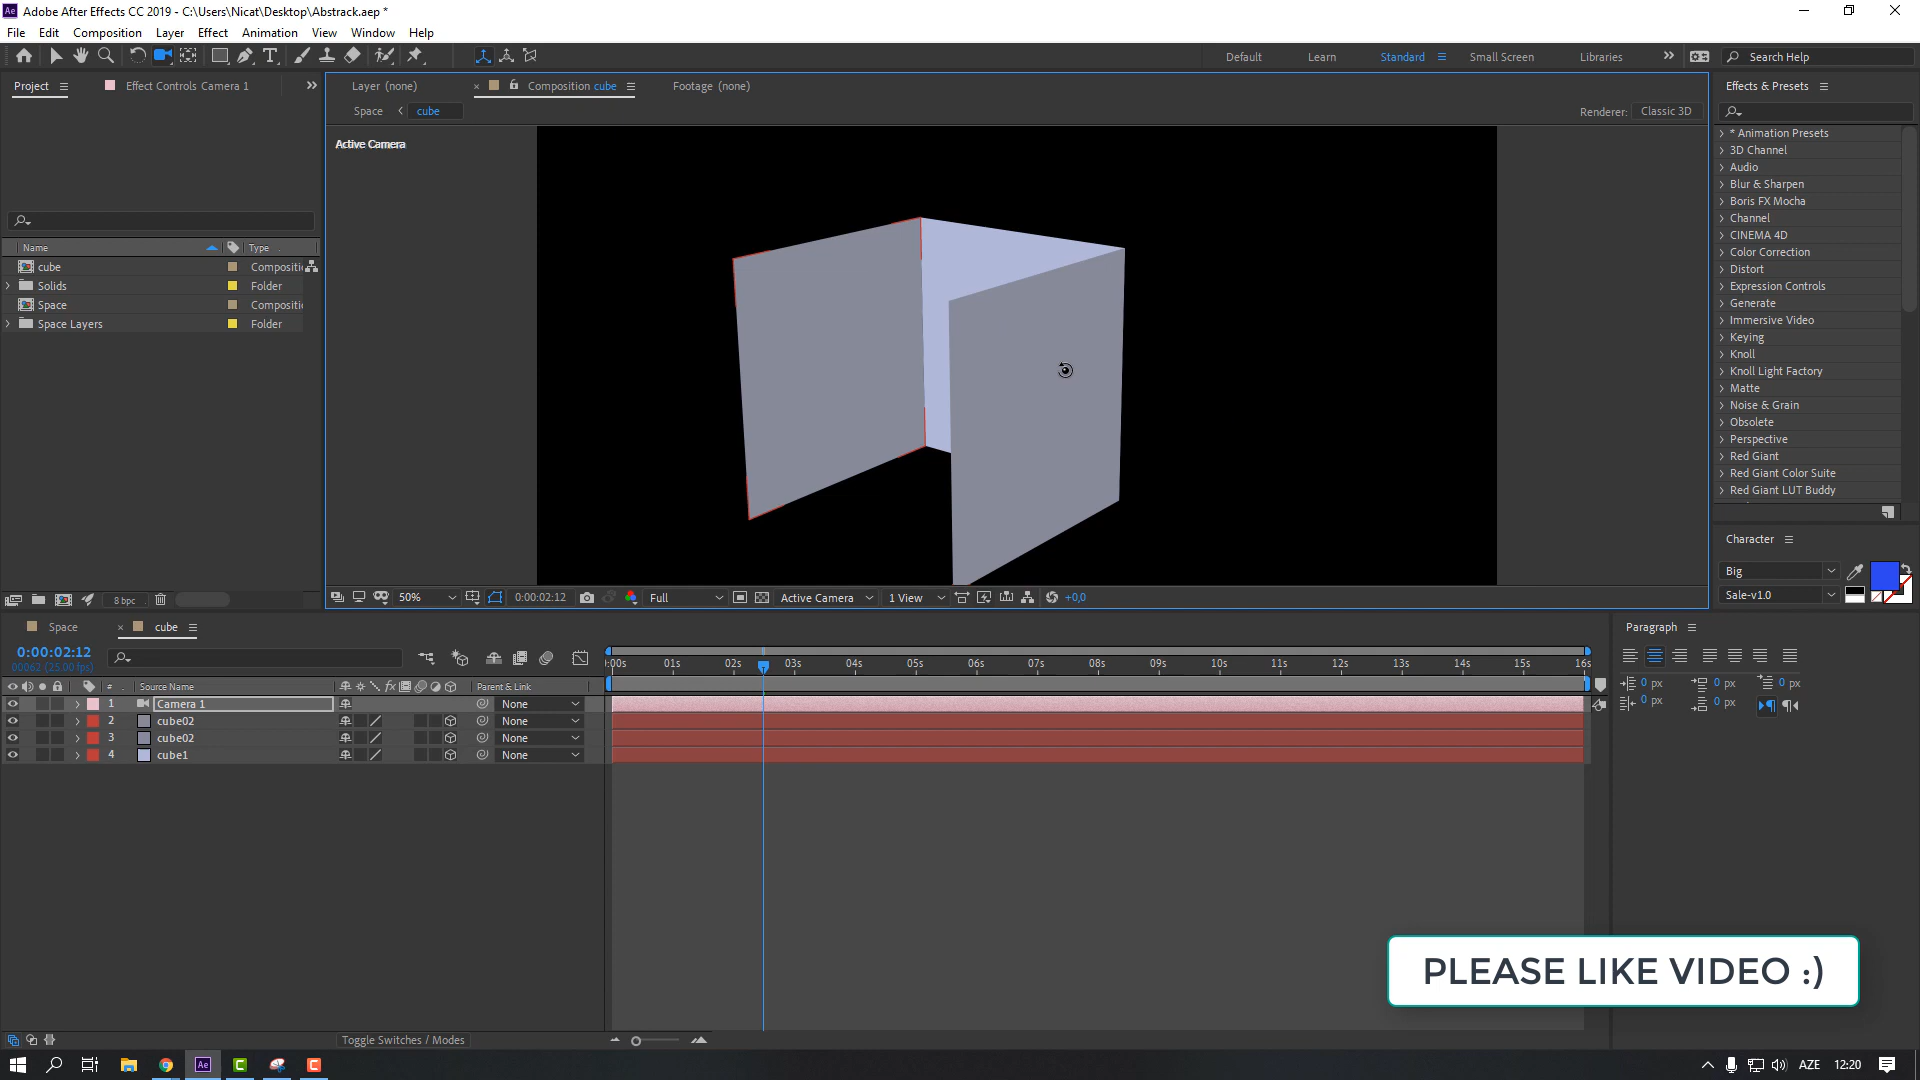 Adobe After Effects CC 2019 - C:\Users\Nicat\Desktop\Abstrack.aep *
File Edit Composition Layer Effect Animation View Window Help
Default Learn Standard Small Screen Libraries Search Help
Project Effect Controls Camera 1
Layer (none) Composition cube Footage (none)
Space cube Renderer: Classic 3D
Active Camera
Name Type
cube Compositi
Solids Folder
Space Compositi
Space Layers Folder
8 bpc
50% 0:00:02:12 Full Active Camera 1 View +0,0
Effects & Presets
* Animation Presets
3D Channel
Audio
Blur & Sharpen
Boris FX Mocha
Channel
CINEMA 4D
Color Correction
Distort
Expression Controls
Generate
Immersive Video
Keying
Knoll
Knoll Light Factory
Matte
Noise & Grain
Obsolete
Perspective
Red Giant
Red Giant Color Suite
Red Giant LUT Buddy
Character
Big
Sale-v1.0
Paragraph
0 px 0 px 0 px
0 px 0 px
Space cube
0:00:02:12
00062 (25.00 fps)
:00s 01s 02s 03s 04s 05s 06s 07s 08s 09s 10s 11s 12s 13s 14s 15s 16s
# Source Name Parent & Link
1 Camera 1 None
2 cube02 None
3 cube02 None
4 cube1 None
PLEASE LIKE VIDEO :)
Toggle Switches / Modes
AZE 12:20